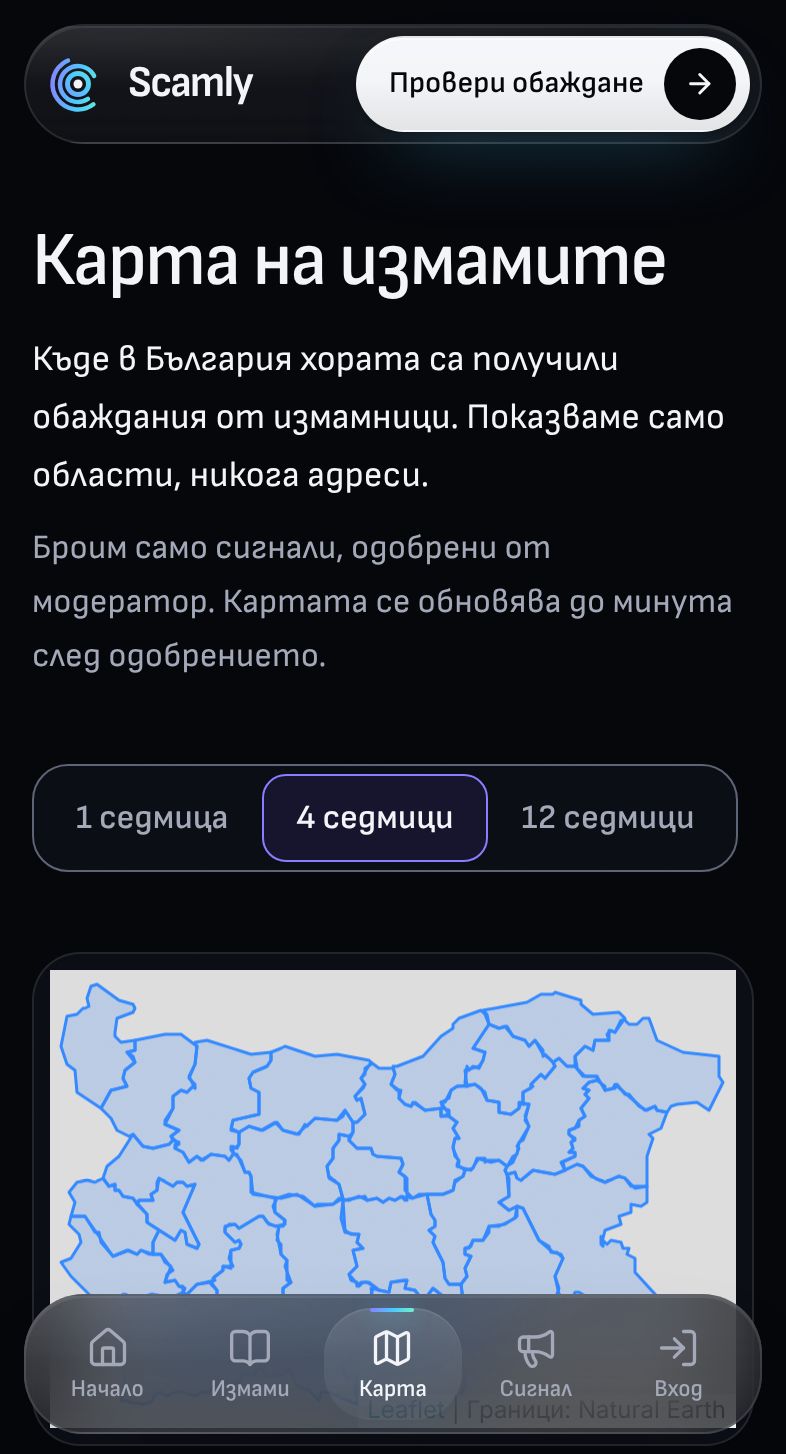 Scamly
Провери обаждане
Карта на измамите
Къде в България хората са получили
обаждания от измамници. Показваме само
области, никога адреси.
Броим само сигнали, одобрени от
модератор. Картата се обновява до минута
след одобрението.
1 седмица
4 седмици
12 седмици
Начало
Измами
Карта
Сигнал
Вход
Leaflet | Граници: Natural Earth